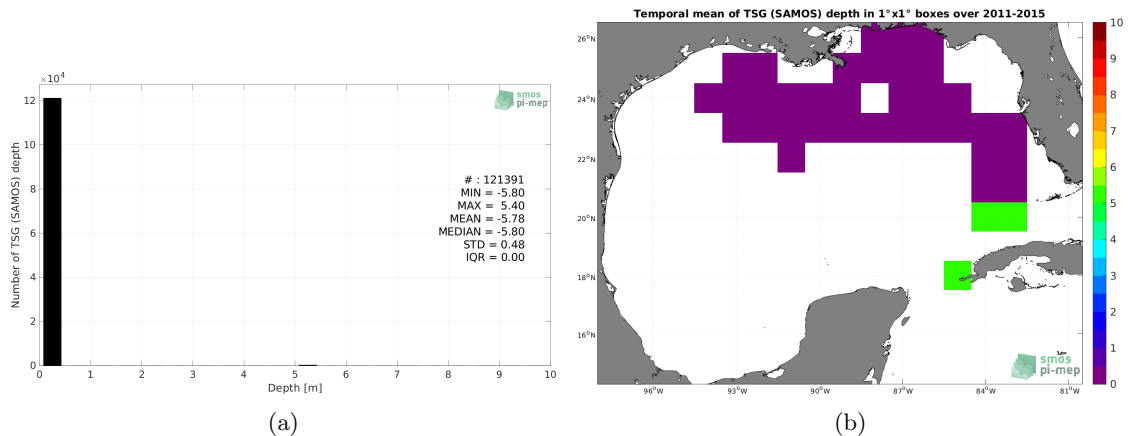 ×10⁴
12
10
8
6
4
2
0
Number of TSG (SAMOS) depth
smos
pi-mep
# : 121391
MIN = -5.80
MAX = 5.40
MEAN = -5.78
MEDIAN = -5.80
STD = 0.48
IQR = 0.00
0 1 2 3 4 5 6 7 8 9 10
Depth [m]
(a)
Temporal mean of TSG (SAMOS) depth in 1°x1° boxes over 2011-2015
26°N
24°N
22°N
20°N
18°N
16°N
96°W 93°W 90°W 87°W 84°W 81°W
smos
pi-mep
10
9
8
7
6
5
4
3
2
1
0
(b)